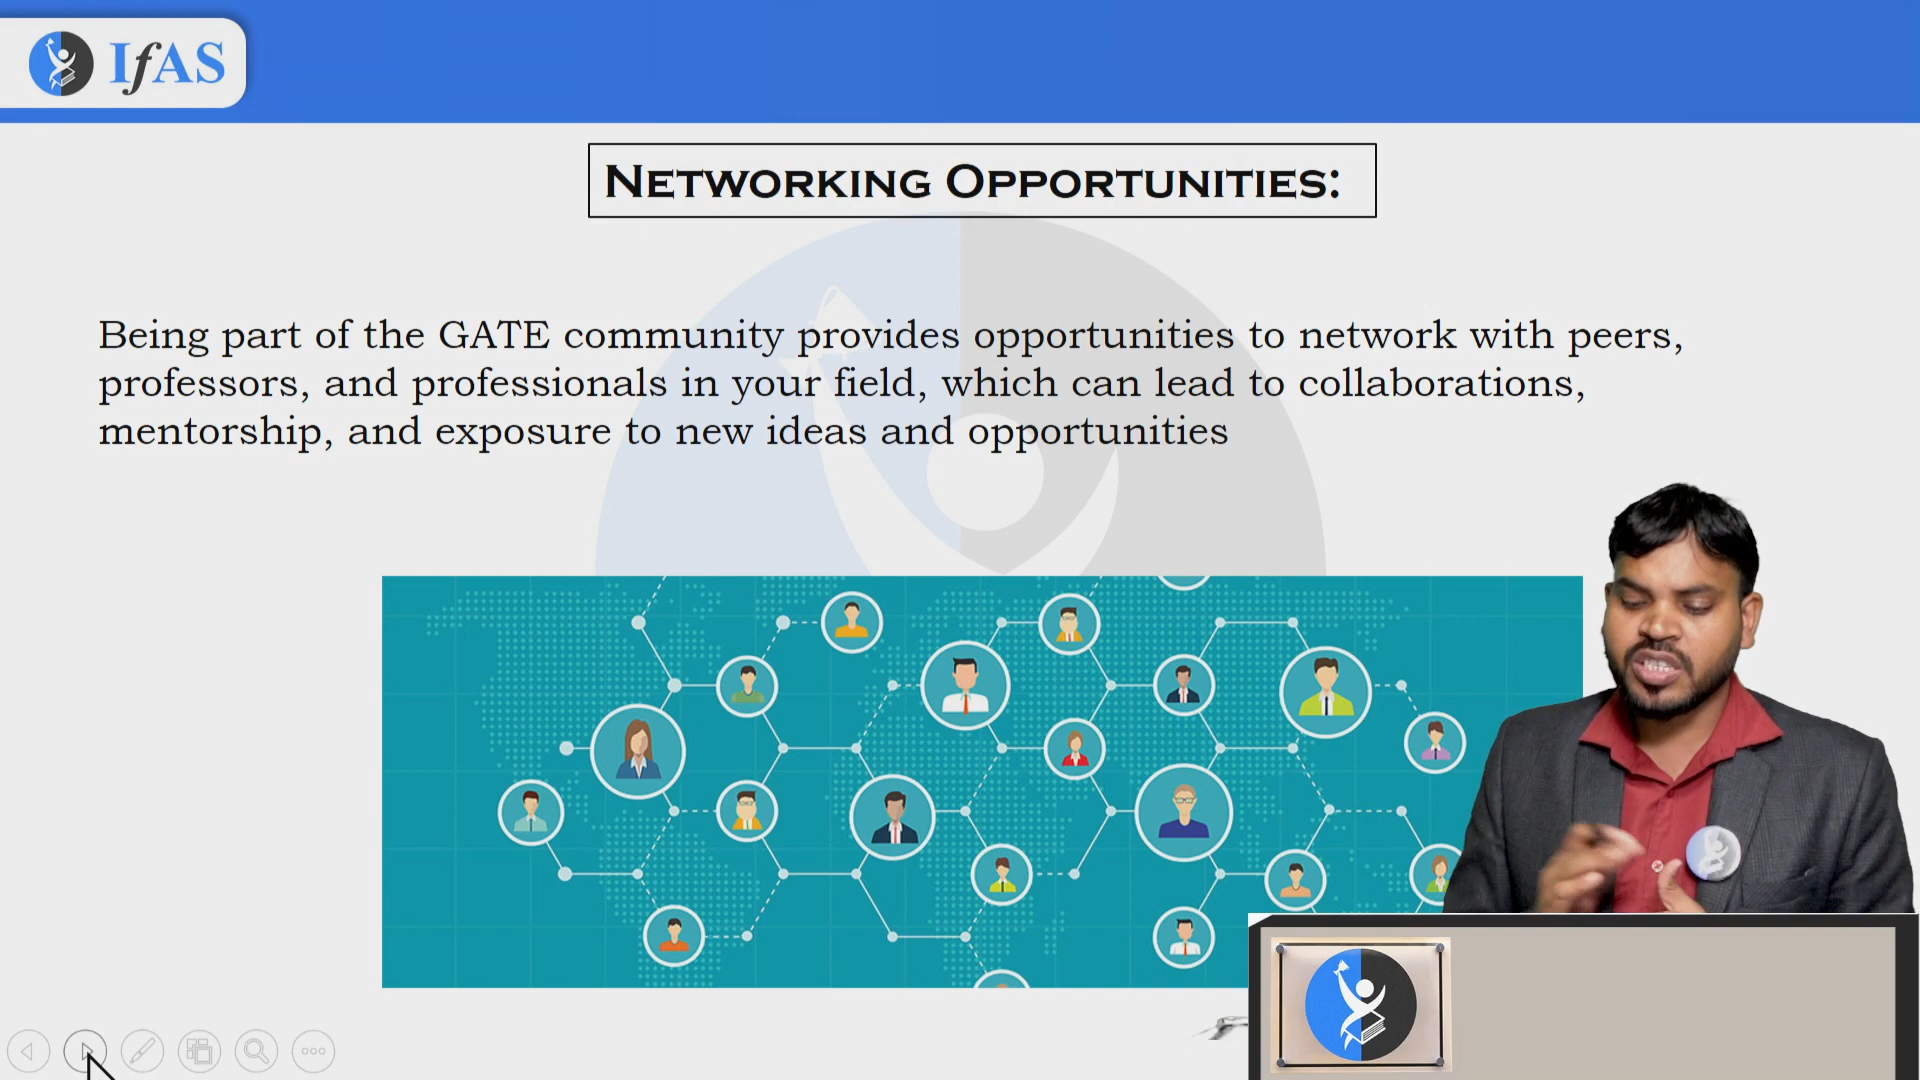 IfAS
NETWORKING OPPORTUNITIES:
Being part of the GATE community provides opportunities to network with peers,
professors, and professionals in your field, which can lead to collaborations,
mentorship, and exposure to new ideas and opportunities